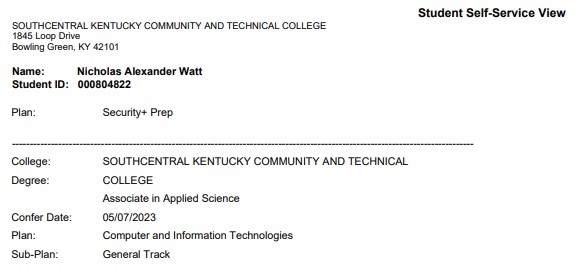 Student Self-Service View
SOUTHCENTRAL KENTUCKY COMMUNITY AND TECHNICAL COLLEGE
1845 Loop Drive
Bowling Green, KY 42101
Name: Nicholas Alexander Watt
Student ID: 000804822
Plan: Security+ Prep
College: SOUTHCENTRAL KENTUCKY COMMUNITY AND TECHNICAL
Degree: COLLEGE
Associate in Applied Science
Confer Date: 05/07/2023
Plan: Computer and Information Technologies
Sub-Plan: General Track